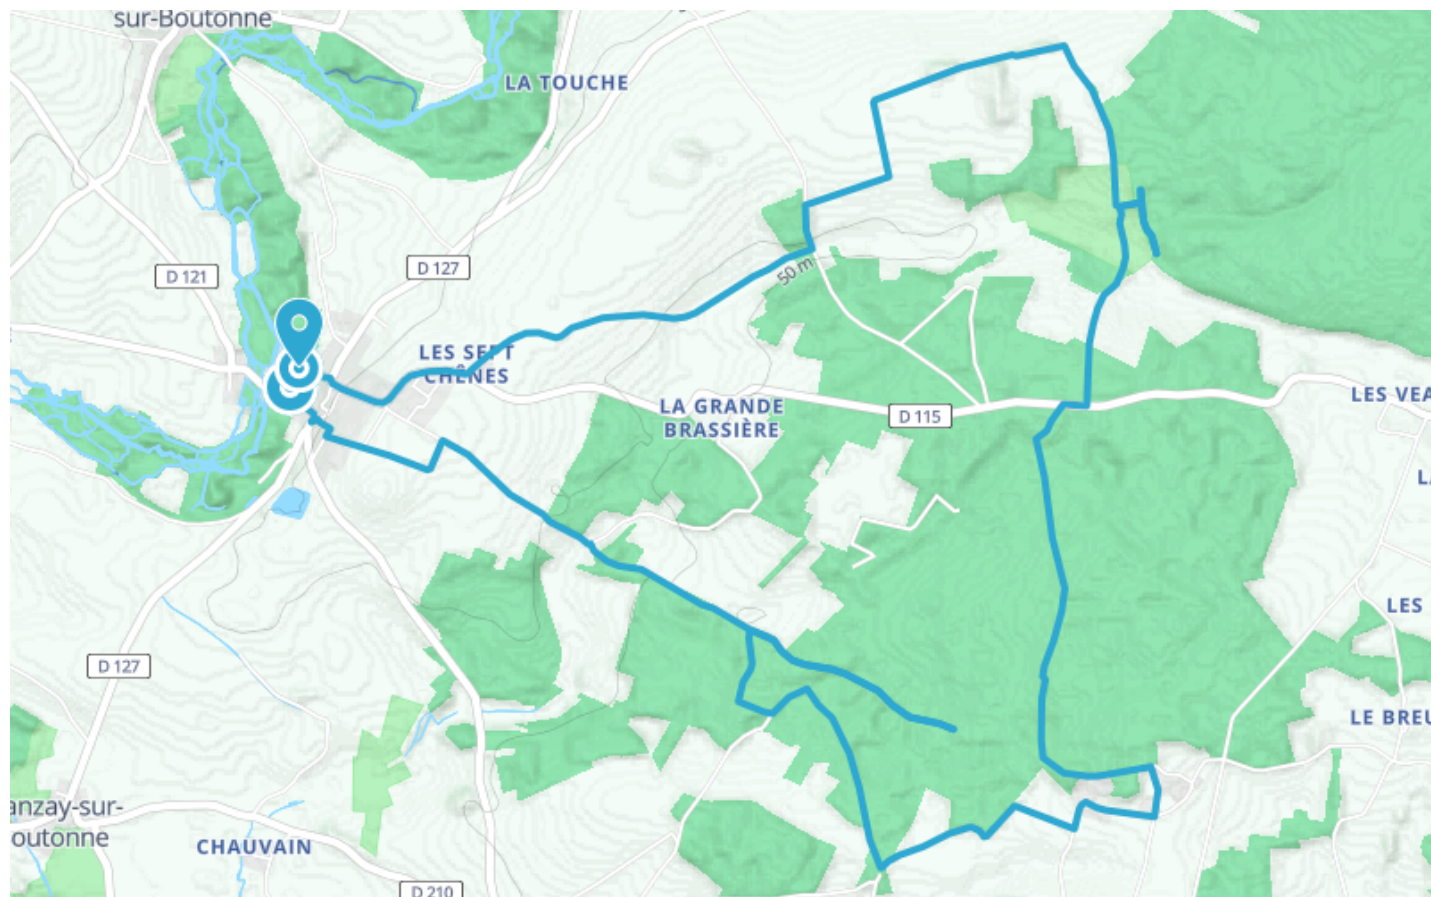 sur-Boutonne
LA TOUCHE
D 121
D 127
50 m
LES SEPT
CHÊNES
LES VEA
LA GRANDE
BRASSIÈRE
D 115
LES
D 127
LE BREU
anzay-sur-
outonne
CHAUVAIN
D 210